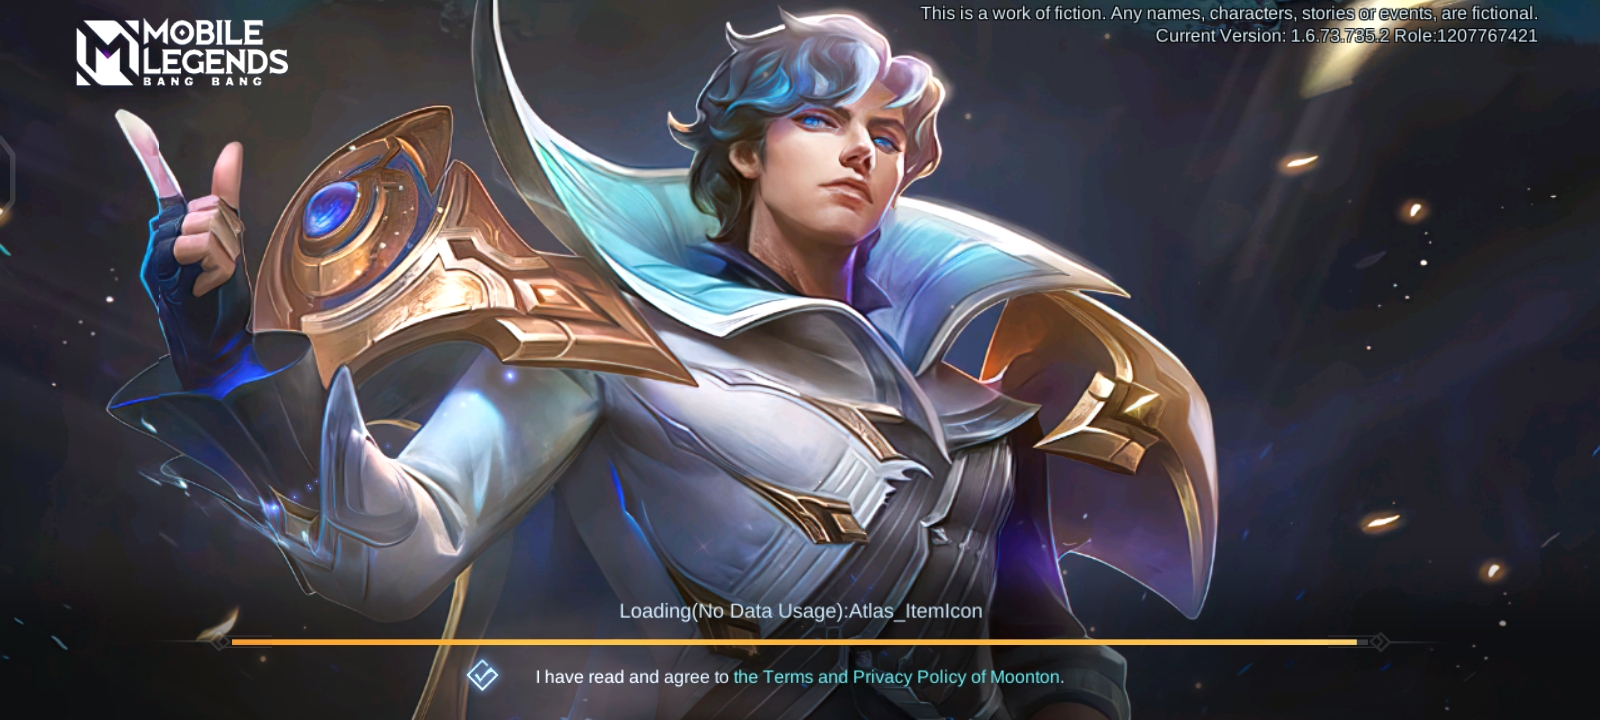 MOBILE
LEGENDS
BANG BANG
This is a work of fiction. Any names, characters, stories or events, are fictional.
Current Version: 1.6.73.735.2 Role:1207767421
Loading(No Data Usage):Atlas_ItemIcon
I have read and agree to the Terms and Privacy Policy of Moonton.